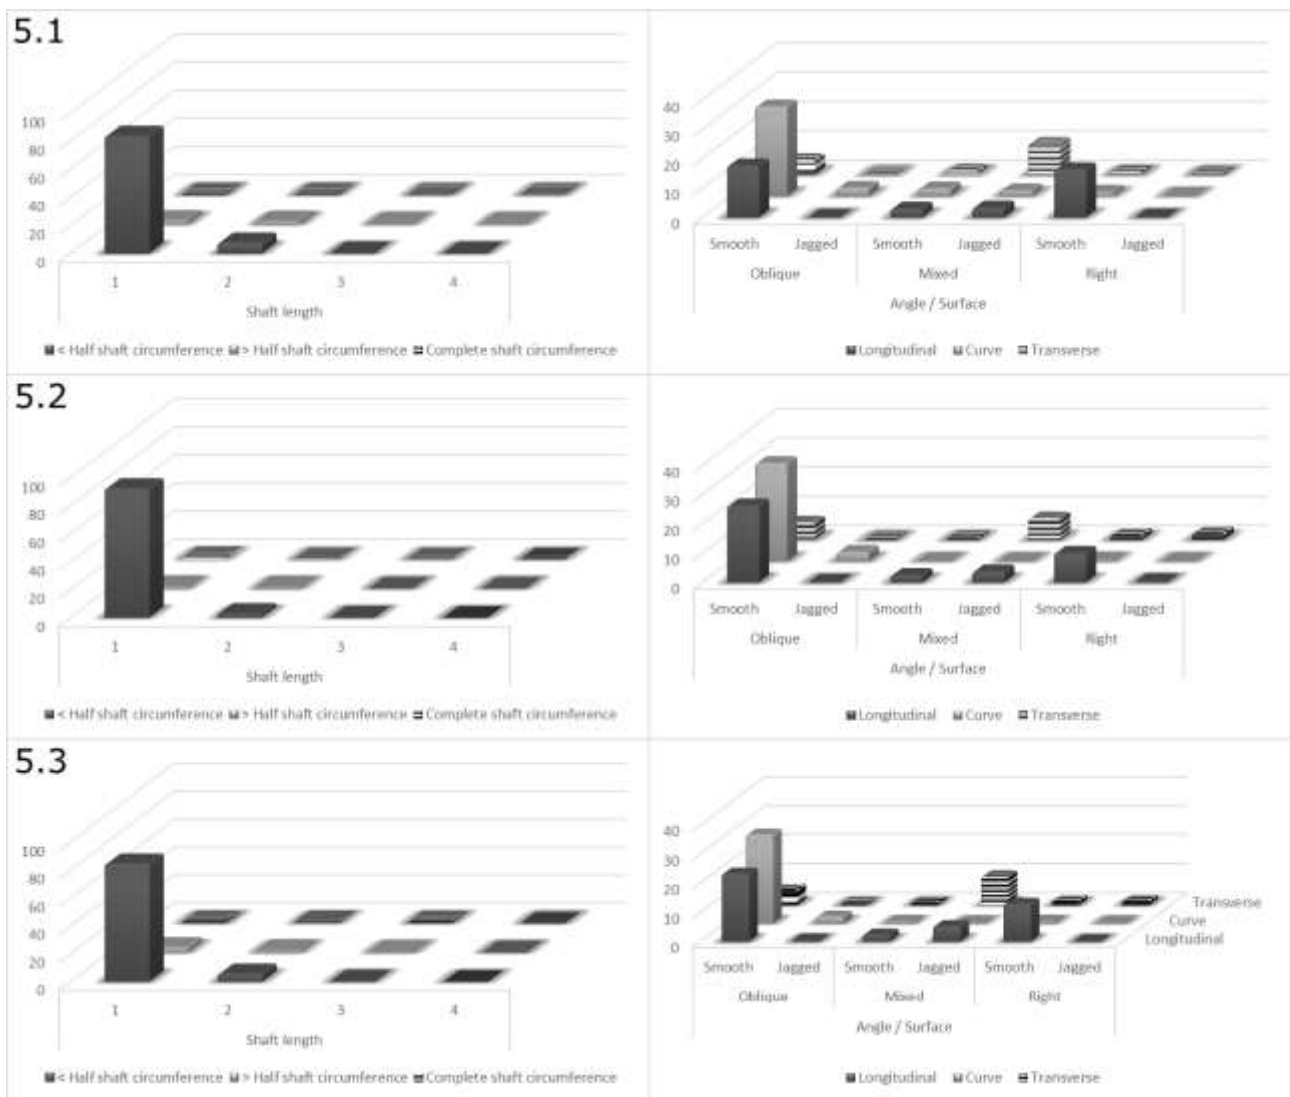 5.1
100
80
60
40
20
0
1 2 3 4
Shaft length
< Half shaft circumference > Half shaft circumference Complete shaft circumference
40
30
20
10
0
Smooth Jagged Smooth Jagged Smooth Jagged
Oblique Mixed Right
Angle / Surface
Longitudinal Curve Transverse
5.2
100
80
60
40
20
0
1 2 3 4
Shaft length
< Half shaft circumference > Half shaft circumference Complete shaft circumference
40
30
20
10
0
Smooth Jagged Smooth Jagged Smooth Jagged
Oblique Mixed Right
Angle / Surface
Longitudinal Curve Transverse
5.3
100
80
60
40
20
0
1 2 3 4
Shaft length
< Half shaft circumference > Half shaft circumference Complete shaft circumference
40
30
20
10
0
Transverse
Curve
Longitudinal
Smooth Jagged Smooth Jagged Smooth Jagged
Oblique Mixed Right
Angle / Surface
Longitudinal Curve Transverse